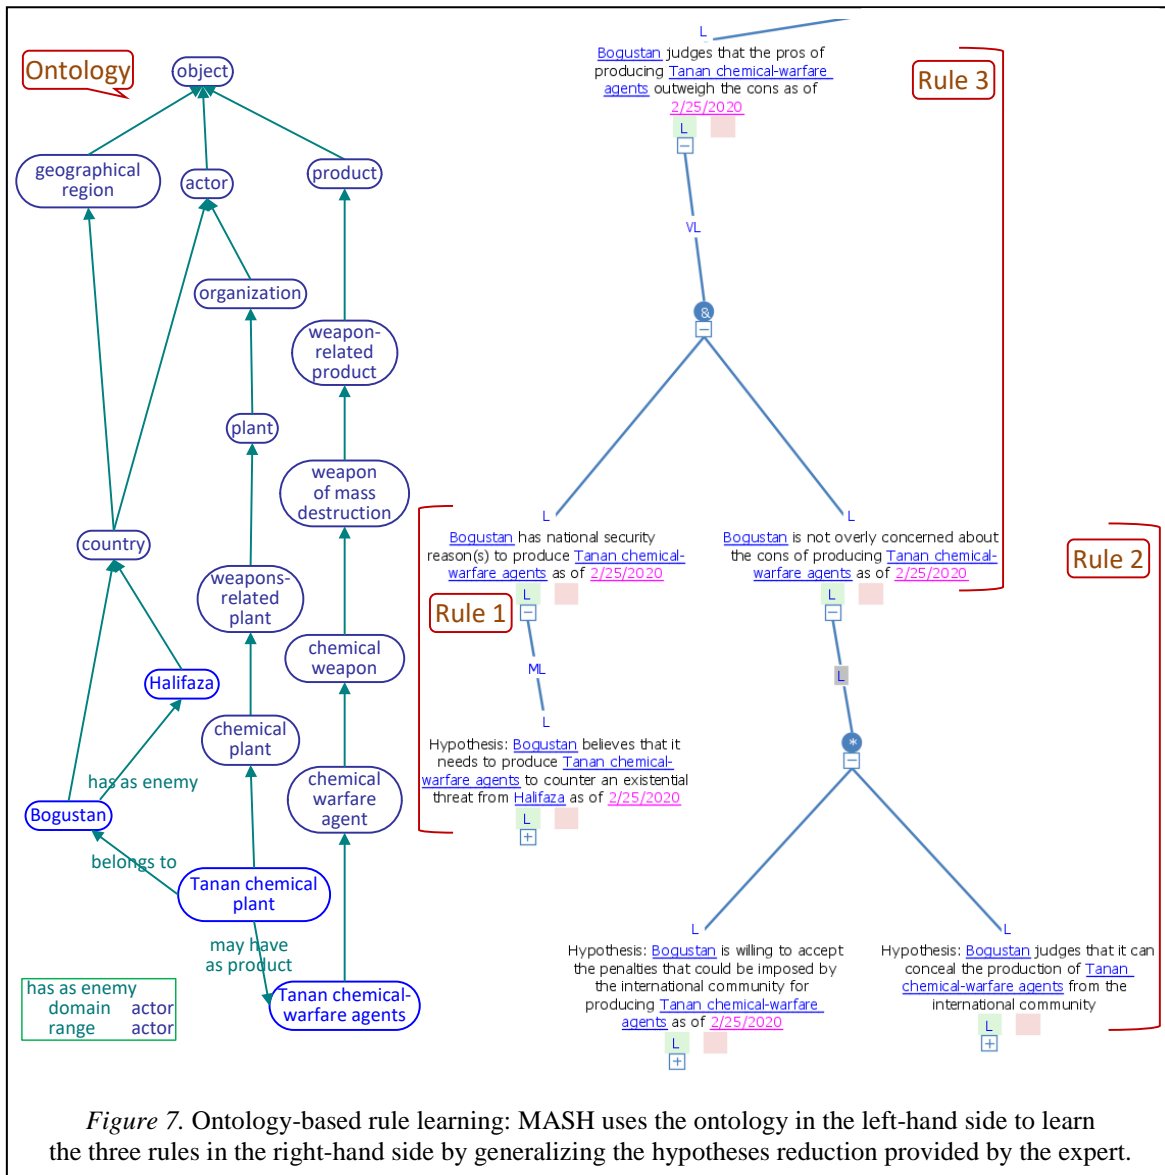 Ontology
object
geographical
region
actor
product
organization
weapon-
related
product
plant
weapon
of mass
destruction
country
weapons-
related
plant
chemical
weapon
Halifaza
chemical
plant
has as enemy
chemical
warfare
agent
Bogustan
belongs to
Tanan chemical
plant
may have
as product
Tanan chemical-
warfare agents
has as enemy
domain actor
range actor
L
Bogustan judges that the pros of
producing Tanan chemical-warfare
agents outweigh the cons as of
2/25/2020
L
Rule 3
VL
&
L
Bogustan has national security
reason(s) to produce Tanan chemical-
warfare agents as of 2/25/2020
L
Rule 1
ML
L
Hypothesis: Bogustan believes that it
needs to produce Tanan chemical-
warfare agents to counter an existential
threat from Halifaza as of 2/25/2020
L
L
Bogustan is not overly concerned about
the cons of producing Tanan chemical-
warfare agents as of 2/25/2020
L
Rule 2
L
*
L
Hypothesis: Bogustan is willing to accept
the penalties that could be imposed by
the international community for
producing Tanan chemical-warfare
agents as of 2/25/2020
L
L
Hypothesis: Bogustan judges that it can
conceal the production of Tanan
chemical-warfare agents from the
international community
L
Figure 7. Ontology-based rule learning: MASH uses the ontology in the left-hand side to learn
the three rules in the right-hand side by generalizing the hypotheses reduction provided by the expert.